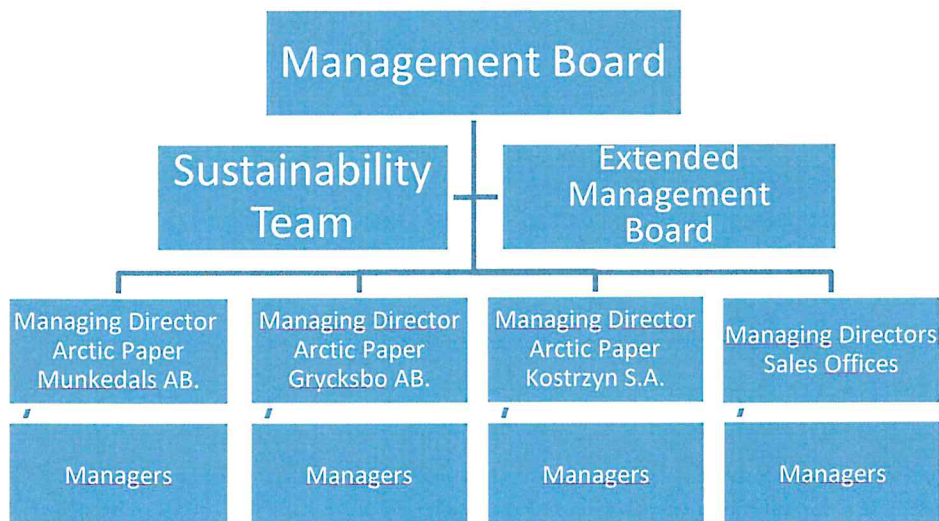 Management Board
Sustainability
Team
Extended
Management
Board
Managing Director
Arctic Paper
Munkedals AB.
Managing Director
Arctic Paper
Grycksbo AB.
Managing Director
Arctic Paper
Kostrzyn S.A.
Managing Directors
Sales Offices
Managers
Managers
Managers
Managers